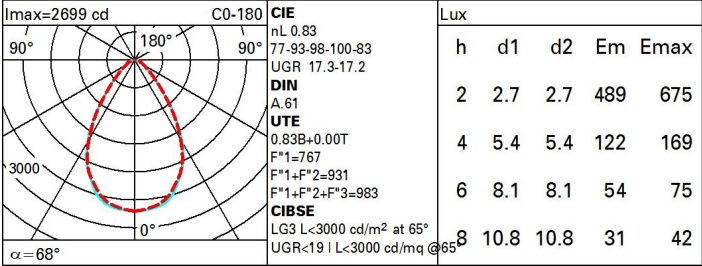 Imax=2699 cd C0-180
90° 180° 90°
3000
0°
α=68°
CIE
nL 0.83
77-93-98-100-83
UGR 17.3-17.2
DIN
A.61
UTE
0.83B+0.00T
F"1=767
F"1+F"2=931
F"1+F"2+F"3=983
CIBSE
LG3 L<3000 cd/m² at 65°
UGR<19 | L<3000 cd/mq @65°
Lux
h d1 d2 Em Emax
2 2.7 2.7 489 675
4 5.4 5.4 122 169
6 8.1 8.1 54 75
8 10.8 10.8 31 42